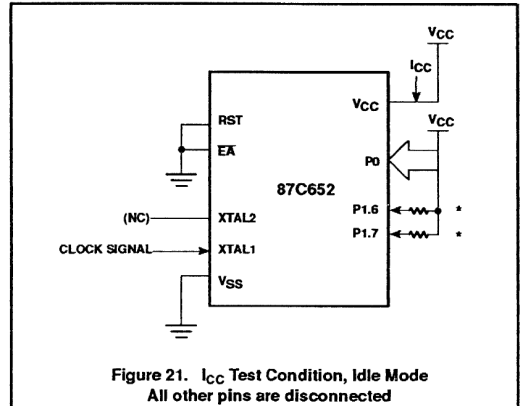 VCC
ICC
VCC
VCC
RST
EA
P0
87C652
(NC)
XTAL2
P1.6
*
P1.7
*
CLOCK SIGNAL
XTAL1
VSS
Figure 21. ICC Test Condition, Idle Mode
All other pins are disconnected